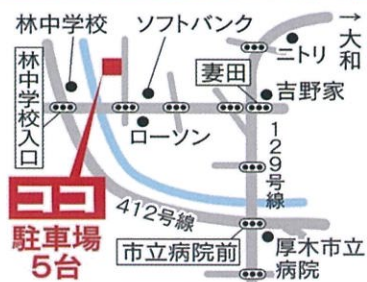 林中学校
ソフトバンク
→
大和
ニトリ
妻田
吉野家
林中学校入口
ローソン
129号線
ココ
駐車場
5台
412号線
市立病院前
厚木市立
病院